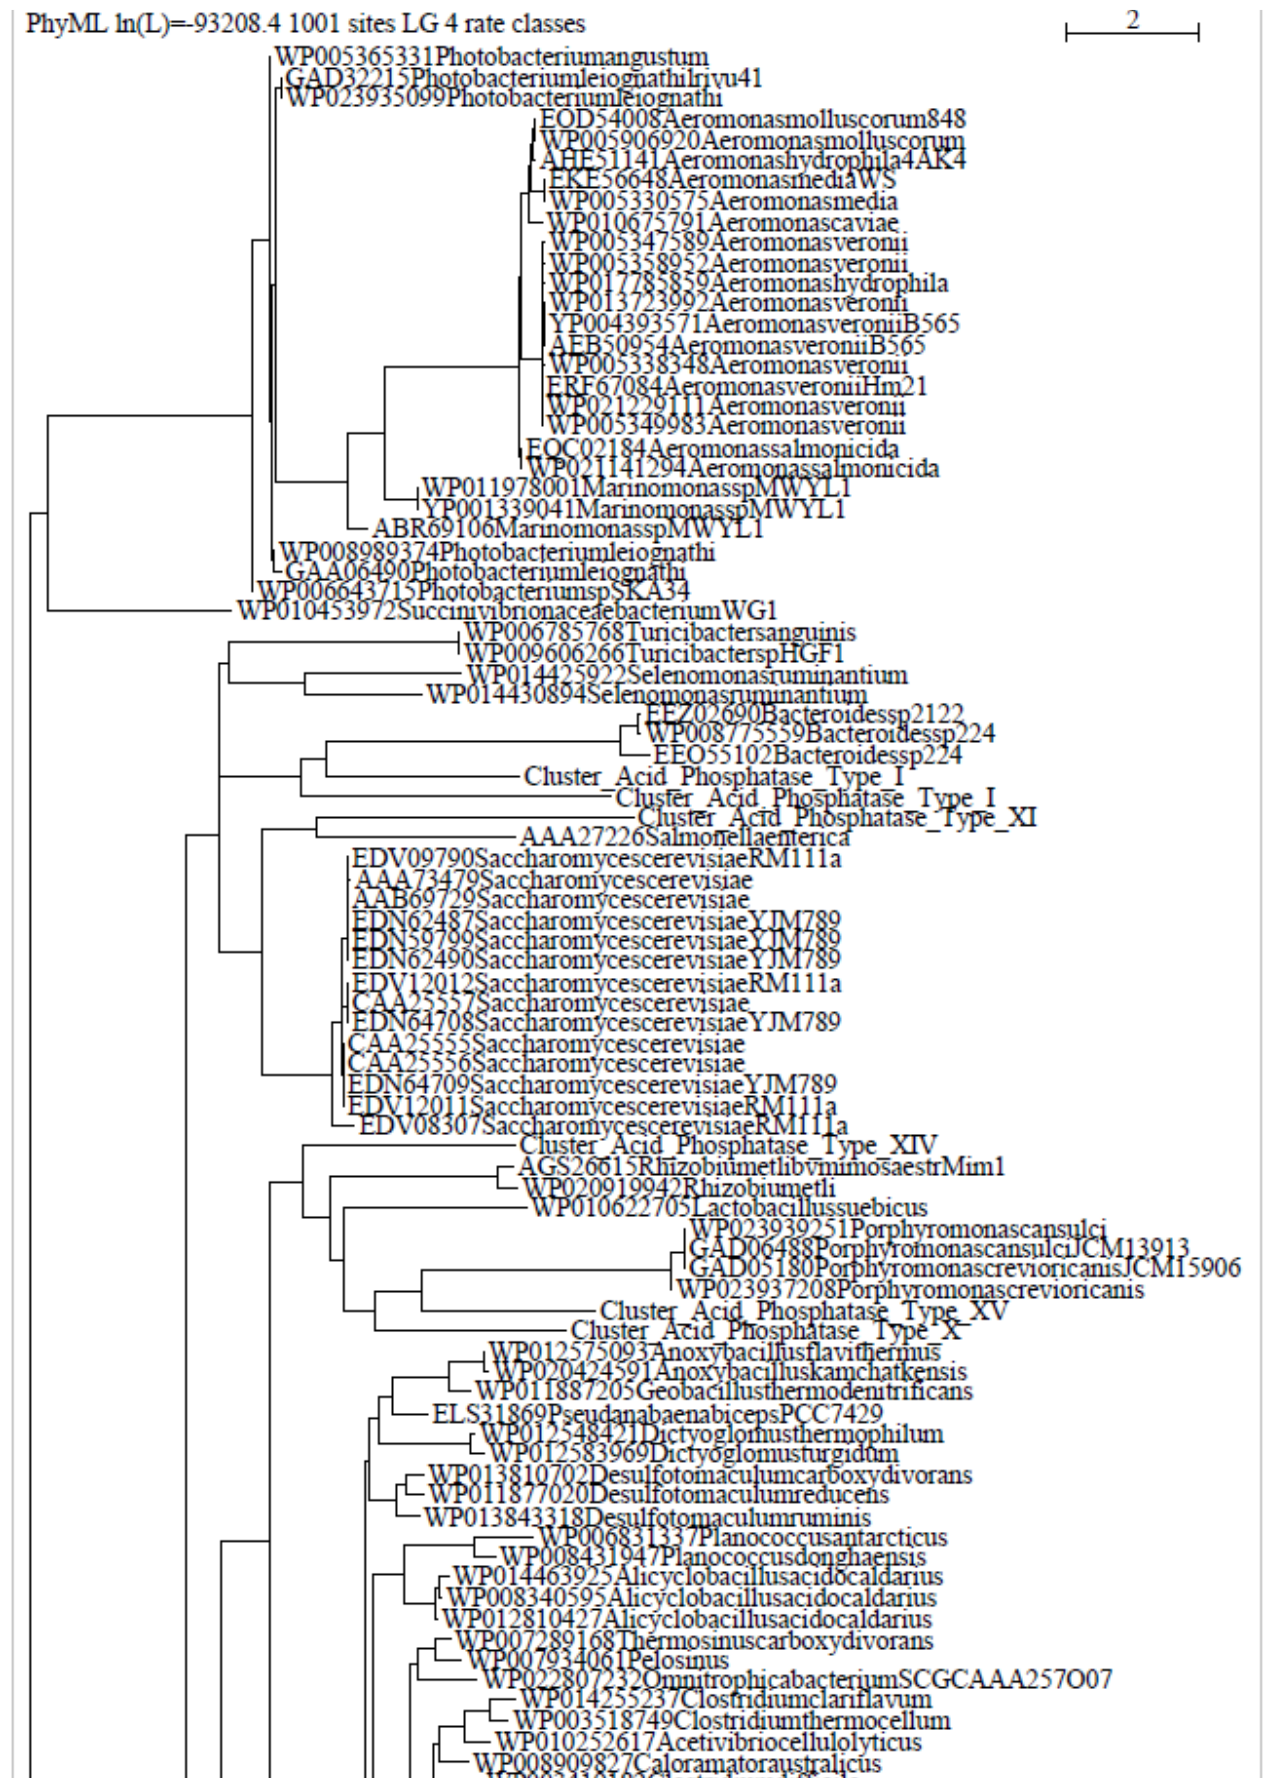 PhyML ln(L)=-93208.4 1001 sites LG 4 rate classes
2
WP005365331Photobacteriumangustum
GAD32215Photobacteriumleiognathilrivu41
WP023935099Photobacteriumleiognathi
EOD54008Aeromonasmolluscorum848
WP005906920Aeromonasmolluscorum
AHE51141Aeromonashydrophila4AK4
EKE56648AeromonasmediaWS
WP005330575Aeromonasmedia
WP010675791Aeromonascaviae
WP005347589Aeromonasveronii
WP005358952Aeromonasveronii
WP017785859Aeromonashydrophila
WP013723992Aeromonasveronii
YP004393571AeromonasveroniiB565
AEB50954AeromonasveroniiB565
WP005338348Aeromonasveronii
ERF67084AeromonasveroniiHm21
WP021229111Aeromonasveronii
WP005349983Aeromonasveronii
EQC02184Aeromonassalmonicida
WP021141294Aeromonassalmonicida
WP011978001MarinomonasspMWYL1
YP001339041MarinomonasspMWYL1
ABR69106MarinomonasspMWYL1
WP008989374Photobacteriumleiognathi
GAA06490Photobacteriumleiognathi
WP006643715PhotobacteriumspSKA34
WP010453972SuccinivibrionaceaebacteriumWG1
WP006785768Turicibactersanguinis
WP009606266TuricibacterspHGF1
WP014425922Selenomonasruminantium
WP014430894Selenomonasruminantium
EEZ02690Bacteroidessp2122
WP008775559Bacteroidessp224
EEO55102Bacteroidessp224
Cluster_Acid_Phosphatase_Type_I
Cluster_Acid_Phosphatase_Type_I
Cluster_Acid_Phosphatase_Type_XI
AAA27226Salmonellaenterica
EDV09790SaccharomycescerevisiaeRM111a
AAA73479Saccharomycescerevisiae
AAB69729Saccharomycescerevisiae
EDN62487SaccharomycescerevisiaeYJM789
EDN59799SaccharomycescerevisiaeYJM789
EDN62490SaccharomycescerevisiaeYJM789
EDV12012SaccharomycescerevisiaeRM111a
CAA25557Saccharomycescerevisiae
EDN64708SaccharomycescerevisiaeYJM789
CAA25555Saccharomycescerevisiae
CAA25556Saccharomycescerevisiae
EDN64709SaccharomycescerevisiaeYJM789
EDV12011SaccharomycescerevisiaeRM111a
EDV08307SaccharomycescerevisiaeRM111a
Cluster_Acid_Phosphatase_Type_XIV
AGS26615RhizobiumetlibvmimosaestrMim1
WP020919942Rhizobiumetli
WP010622705Lactobacillussuebicus
WP023939251Porphyromonascansulci
GAD06488PorphyromonascansulciJCM13913
GAD05180PorphyromonascrevioricanisJCM15906
WP023937208Porphyromonascrevioricanis
Cluster_Acid_Phosphatase_Type_XV
Cluster_Acid_Phosphatase_Type_X
WP012575093Anoxybacillusflavithermus
WP020424591Anoxybacilluskamchatkensis
WP011887205Geobacillusthermodenitrificans
ELS31869PseudanabaenabicepsPCC7429
WP012548421Dictyoglomusthermophilum
WP012583969Dictyoglomusturgidum
WP013810702Desulfotomaculumcarboxydivorans
WP011877020Desulfotomaculumreducens
WP013843318Desulfotomaculumruminis
WP006831337Planococcusantarcticus
WP008431947Planococcusdonghaensis
WP014463925Alicyclobacillusacidocaldarius
WP008340595Alicyclobacillusacidocaldarius
WP012810427Alicyclobacillusacidocaldarius
WP007289168Thermosinuscarboxydivorans
WP007934061Pelosinus
WP022807232OmnitrophicabacteriumSCGCAAA257O07
WP014255237Clostridiumclariflavum
WP003518749Clostridiumthermocellum
WP010252617Acetivibriocellulolyticus
WP008909827Caloramatoraustralicus